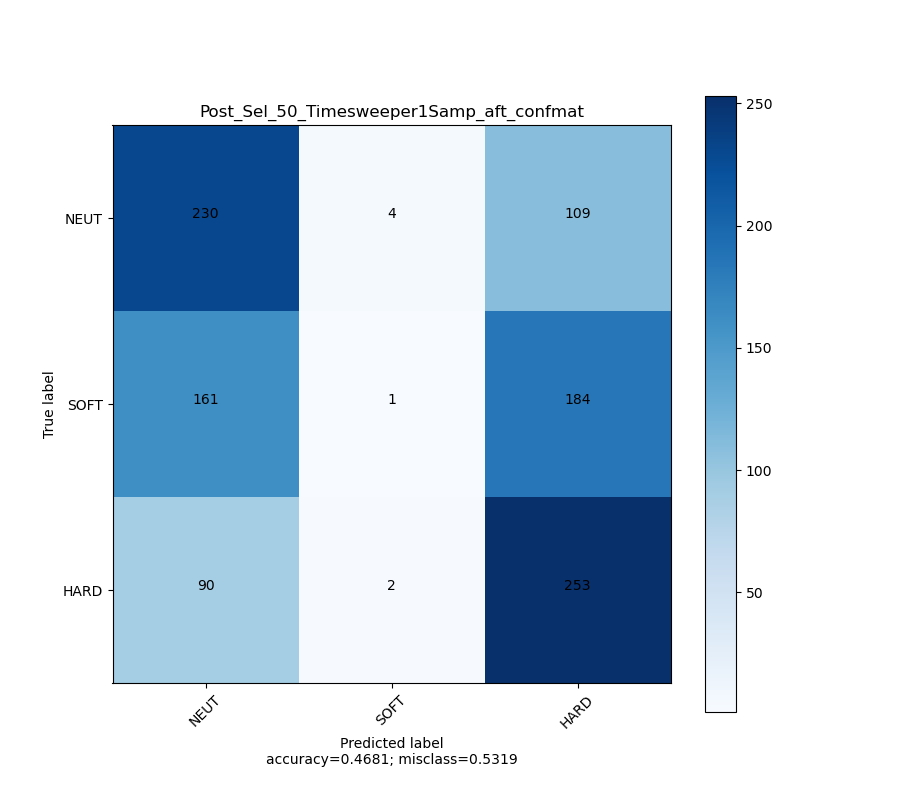 Post_Sel_50_Timesweeper1Samp_aft_confmat
250
200
150
100
50
True label
NEUT 230 4 109
SOFT 161 1 184
HARD 90 2 253
NEUT SOFT HARD
Predicted label
accuracy=0.4681; misclass=0.5319